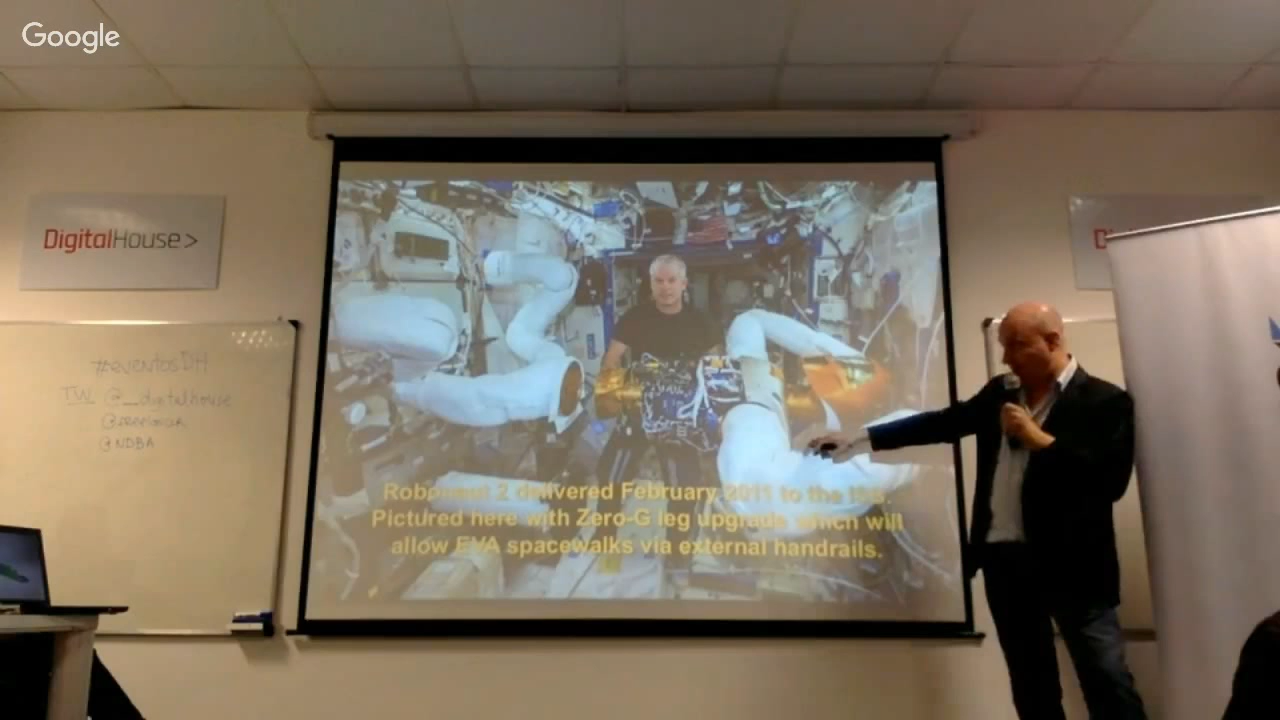 Google
DigitalHouse>
#eventosDH
TW @__digitalhouse
@NDBA
Robonaut 2 delivered February 2011 to the ISS.
Pictured here with Zero-G leg upgrade which will
allow EVA spacewalks via external handrails.